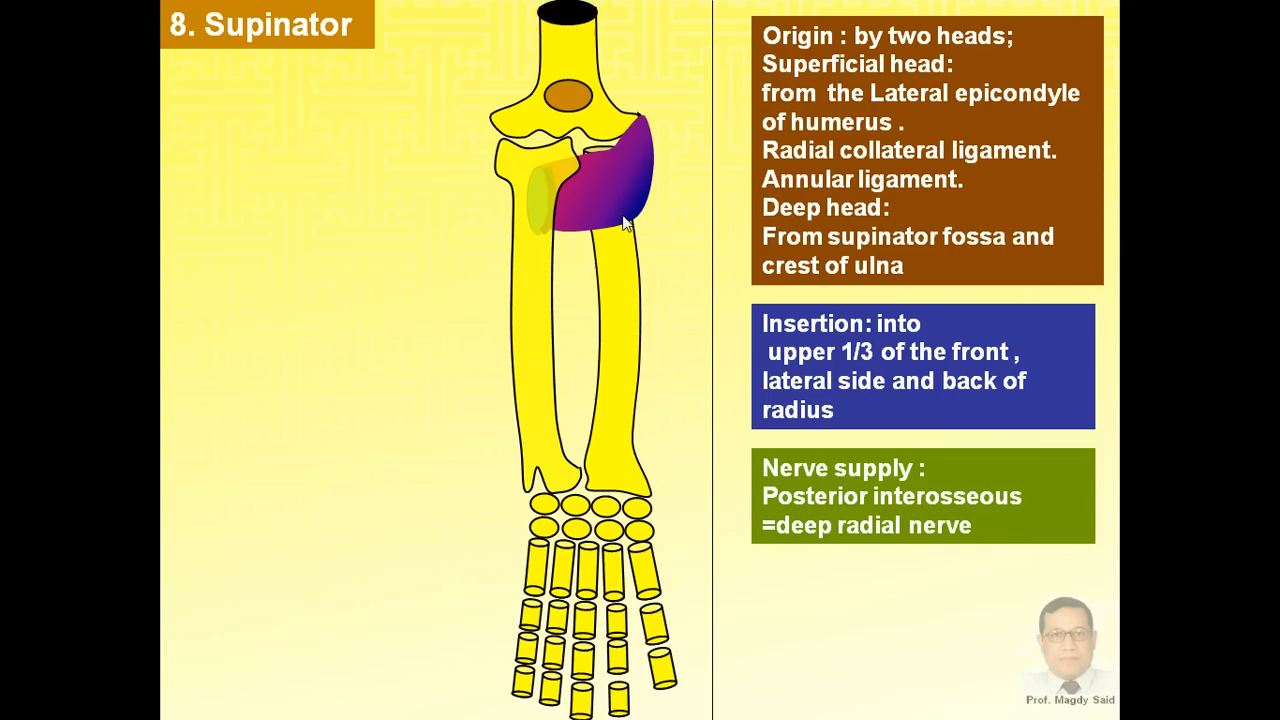 8. Supinator
Origin : by two heads;
Superficial head:
from the Lateral epicondyle
of humerus .
Radial collateral ligament.
Annular ligament.
Deep head:
From supinator fossa and
crest of ulna
Insertion: into
upper 1/3 of the front ,
lateral side and back of
radius
Nerve supply :
Posterior interosseous
=deep radial nerve
Prof. Magdy Said